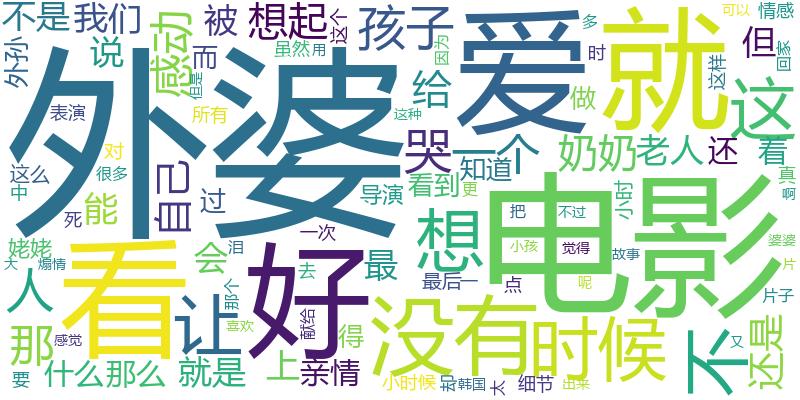 不是
我们
被
想起
虽然
用
这个
孩子
爱
就
多
时
但
可以
情感
回家
外孙
说
感动
而
但是
外婆
给
因为
这样
这
表演
所有
这种
做
哭
一个
奶奶
老人
还
着
这么
对
很多
中
能
自己
过
导演
看到
知道
更
电影
小时
真
啊
死
姥姥
大
煽情
泪
一次
去
想
把
不过
小孩
觉得
故事
婆婆
片
人
看
会
让
那个
好
最
最后一
点
呢
片子
又
那
感觉
喜欢
献给
得
没有
时候
不
还是
要
什么
那么
就是
上
亲情
小时候
却
韩国
太
细节
出来